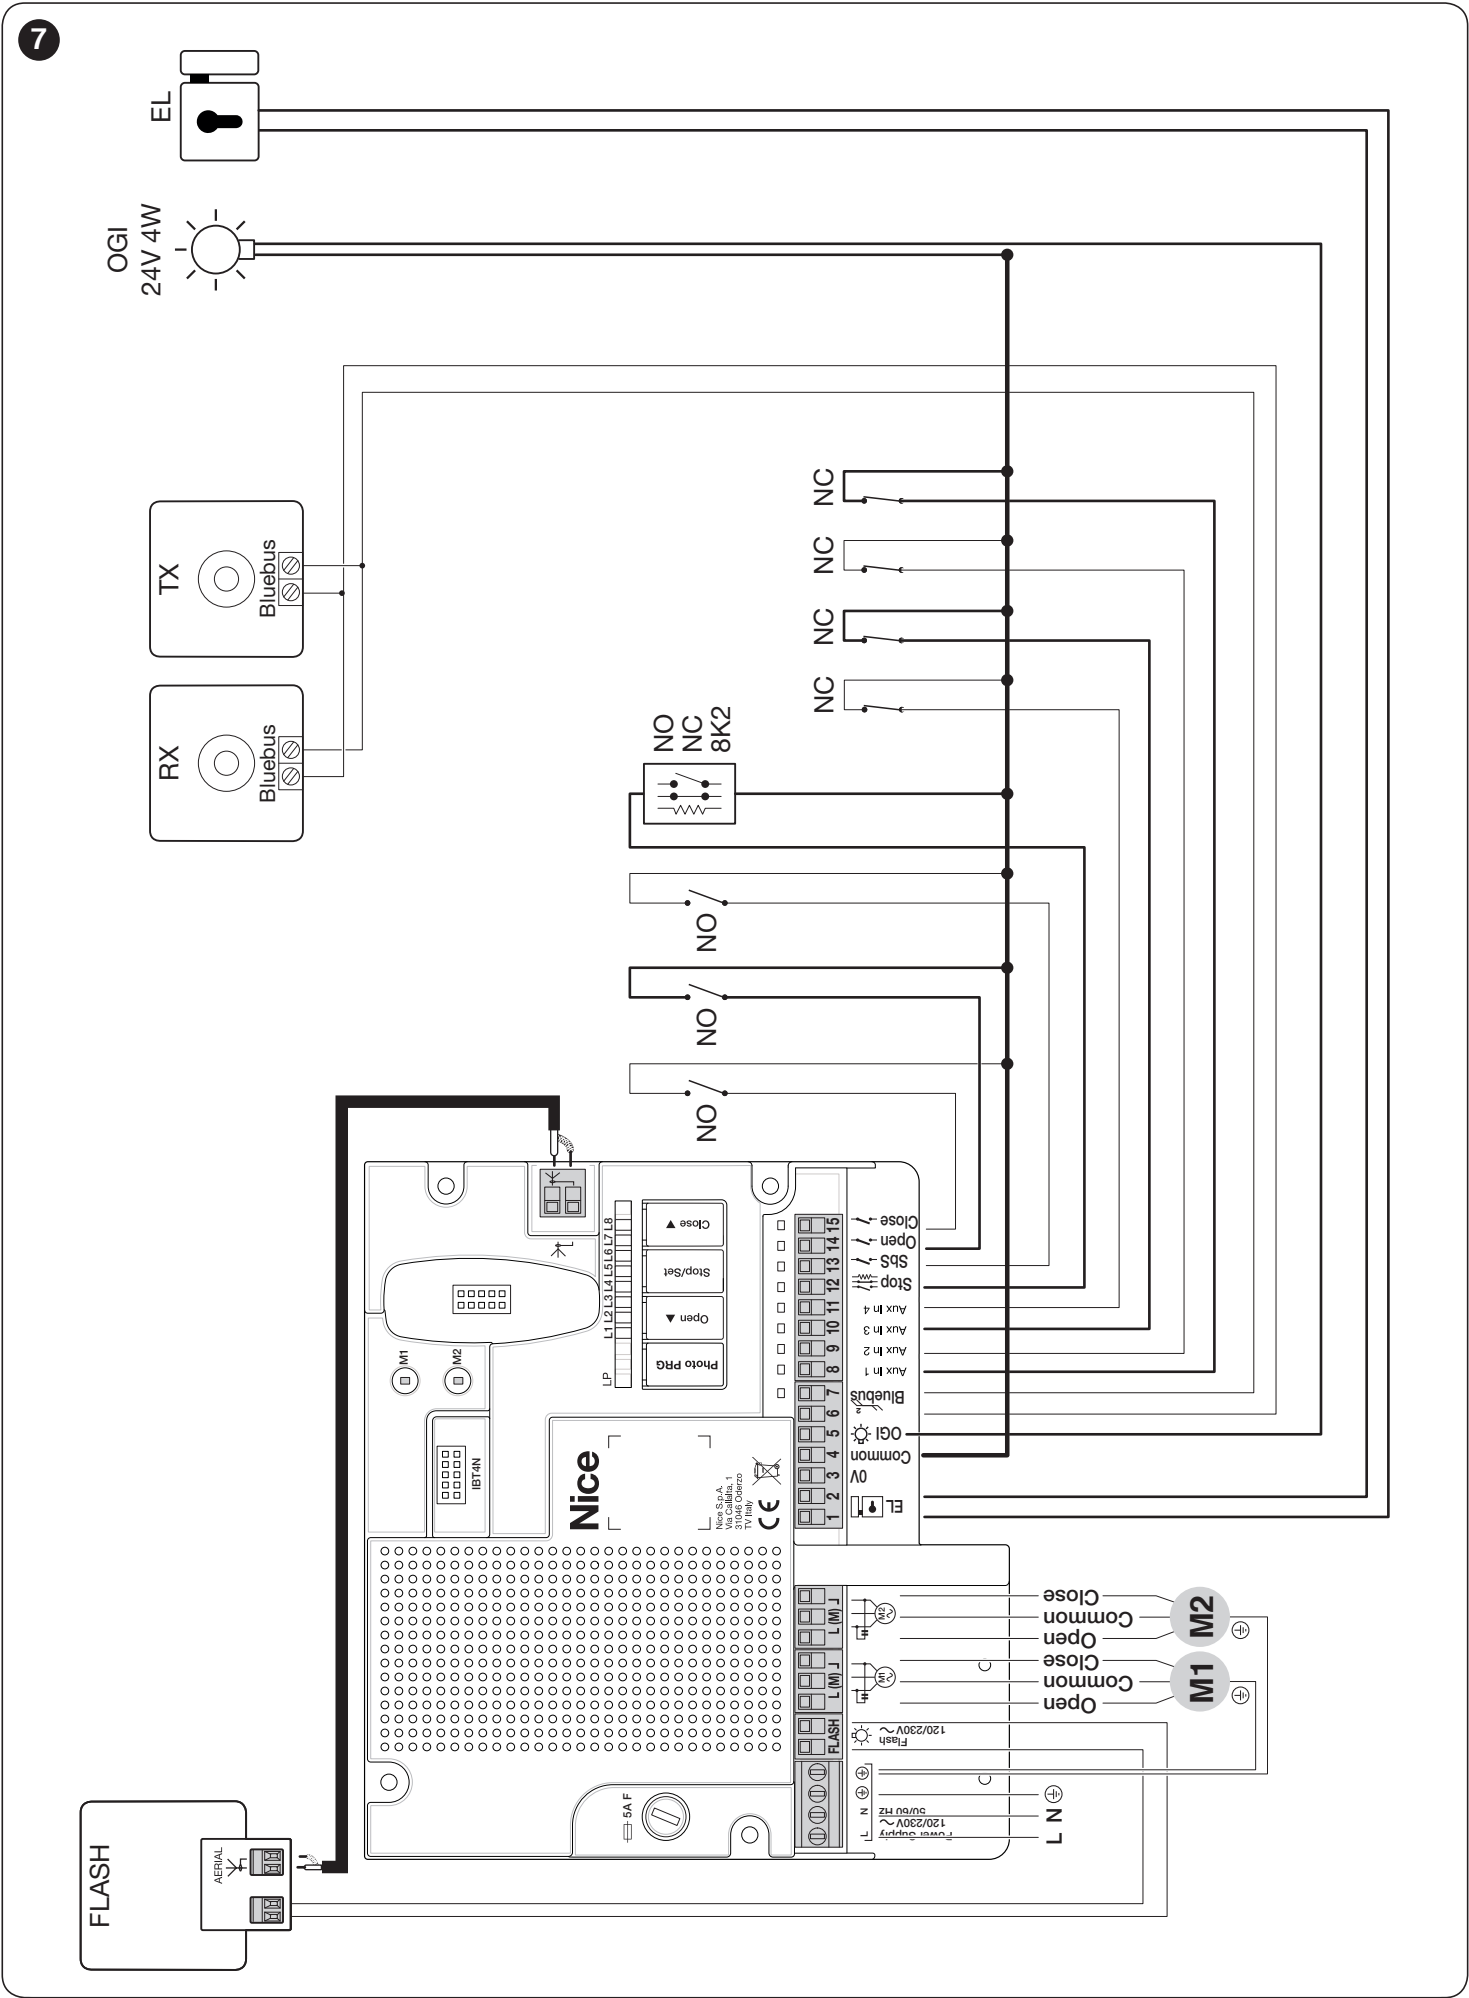 7
EL
OGI
24V 4W
TX
Bluebus
RX
Bluebus
NC
NC
NC
NC
NO
NC
8K2
NO
NO
NO
FLASH
AERIAL
M1
M2
IBT4N
LP
L1 L2 L3 L4 L5 L6 L7 L8
Photo PRG
Open ▲
Stop/Set
Close ▼
Nice
Nice S.p.A.
Via Callalta, 1
31046 Oderzo
TV Italy
CE
5A F
1 2 3 4 5 6 7 8 9 10 11 12 13 14 15
EL
0V
Common
OGI
Bluebus
2
Aux In 1
Aux In 2
Aux In 3
Aux In 4
Stop
SbS
Open
Close
L N
Power Supply
120/230V
50/60 Hz
FLASH
Flash
120/230V
L (M) L
M1
L (M) L
M2
L N
Open
Common
Close
M1
Open
Common
Close
M2